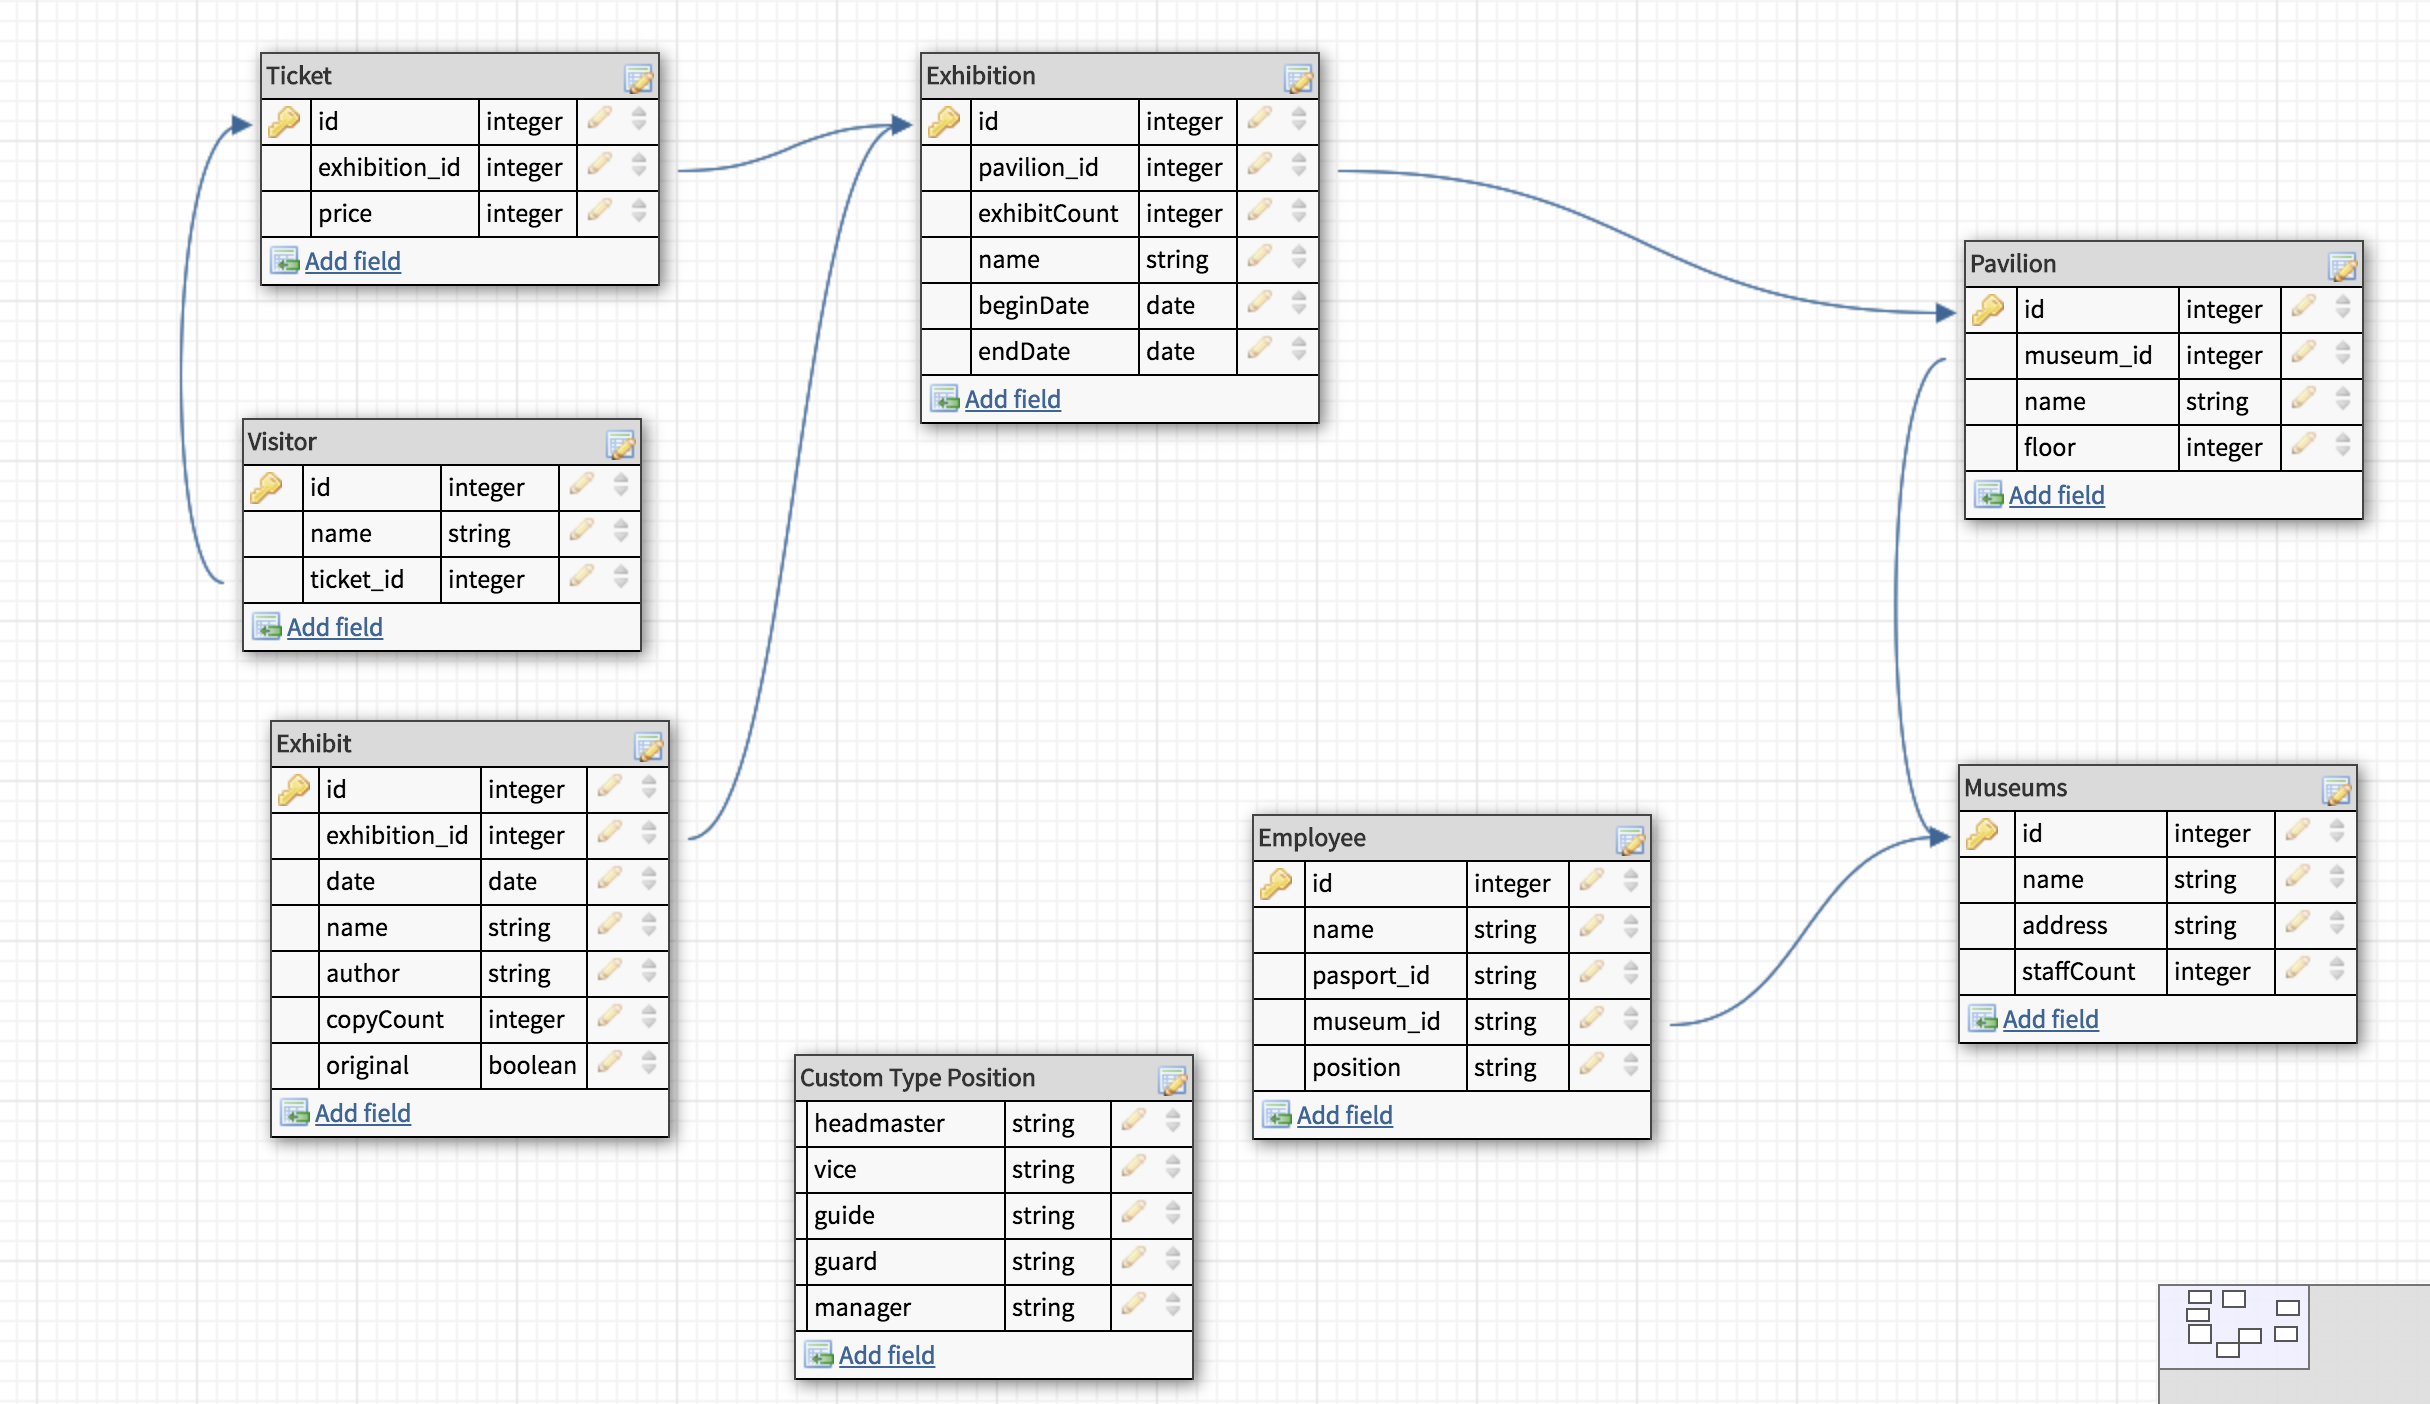 Ticket
id integer
exhibition_id integer
price integer
Add field
Exhibition
id integer
pavilion_id integer
exhibitCount integer
name string
beginDate date
endDate date
Add field
Pavilion
id integer
museum_id integer
name string
floor integer
Add field
Visitor
id integer
name string
ticket_id integer
Add field
Exhibit
id integer
exhibition_id integer
date date
name string
author string
copyCount integer
original boolean
Add field
Museums
id integer
name string
address string
staffCount integer
Add field
Employee
id integer
name string
pasport_id string
museum_id string
position string
Add field
Custom Type Position
headmaster string
vice string
guide string
guard string
manager string
Add field